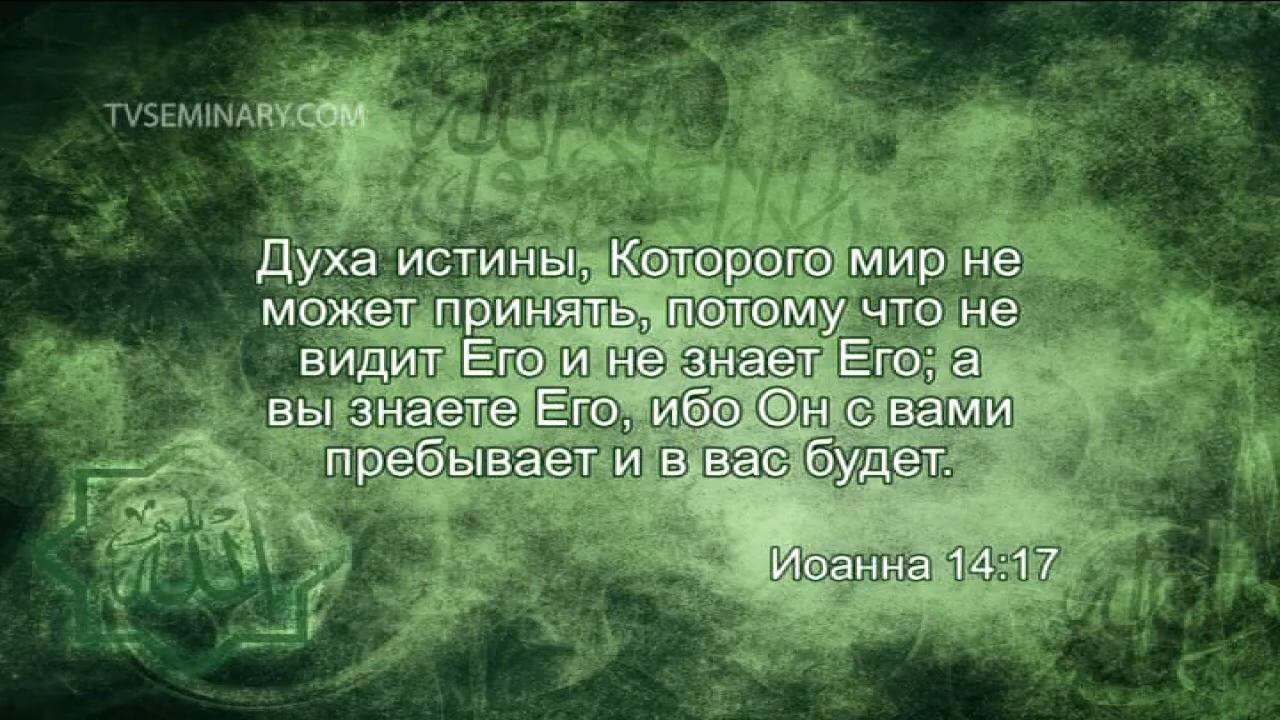 TVSEMINARY.COM
Духа истины, Которого мир не
может принять, потому что не
видит Его и не знает Его; а
вы знаете Его, ибо Он с вами
пребывает и в вас будет.
Иоанна 14:17
الله